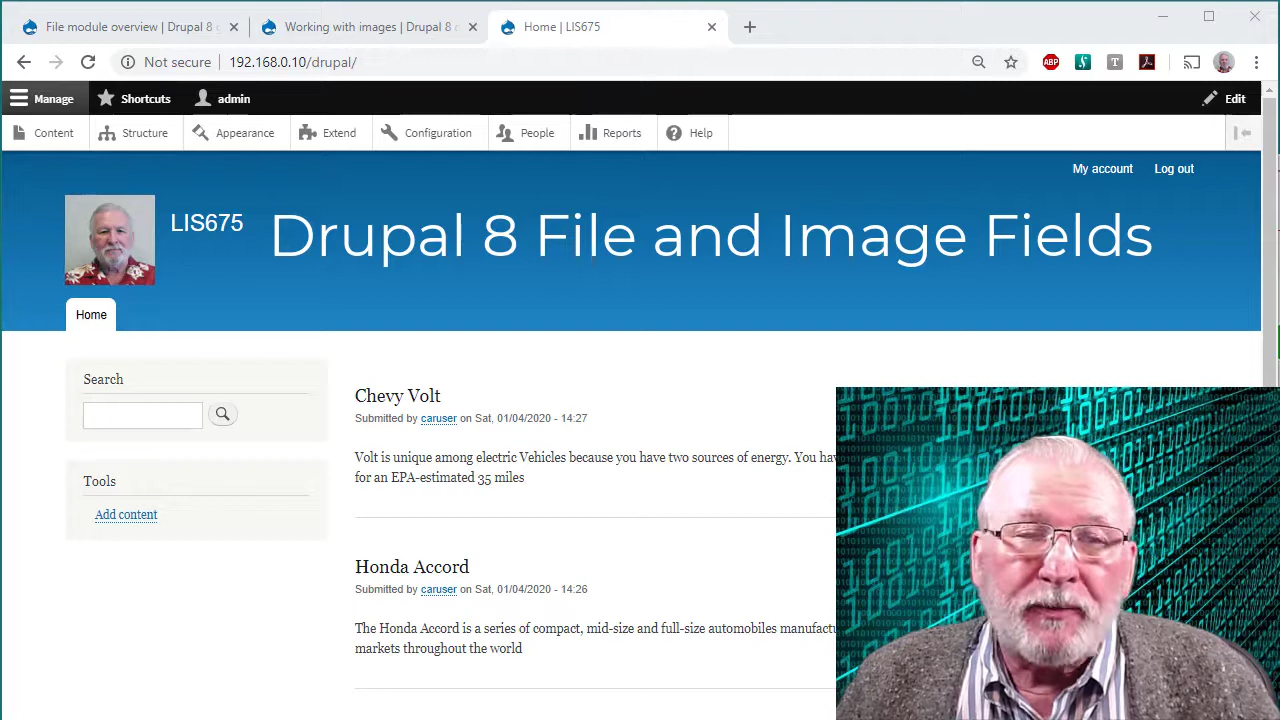 File module overview | Drupal 8 g
Working with images | Drupal 8 
Home | LIS675
Not secure
192.168.0.10/drupal/
ABP
T
Manage
Shortcuts
admin
Edit
Content
Structure
Appearance
Extend
Configuration
People
Reports
Help
My account
Log out
LIS675
Drupal 8 File and Image Fields
Home
Search
Tools
Add content
Chevy Volt
Submitted by caruser on Sat, 01/04/2020 - 14:27
Volt is unique among electric Vehicles because you have two sources of energy. You hav
for an EPA-estimated 35 miles
Honda Accord
Submitted by caruser on Sat, 01/04/2020 - 14:26
The Honda Accord is a series of compact, mid-size and full-size automobiles manufactu
markets throughout the world